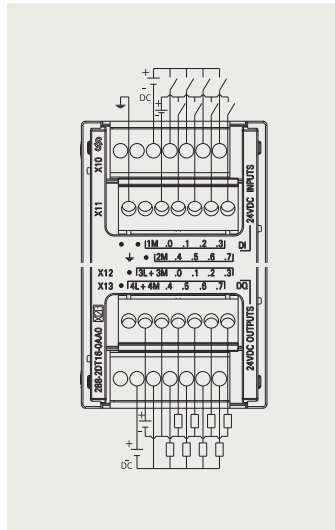 +
-
DC
+
-
X10
X11
24VDC INPUTS
1M .0 .1 .2 .3
DI
2M .4 .5 .6 .7
X12 3L+ 3M .0 .1 .2 .3
X13 4L+ 4M .4 .5 .6 .7
DQ
288-2DT16-0AA0
24VDC OUTPUTS
+
-
+
-
DC